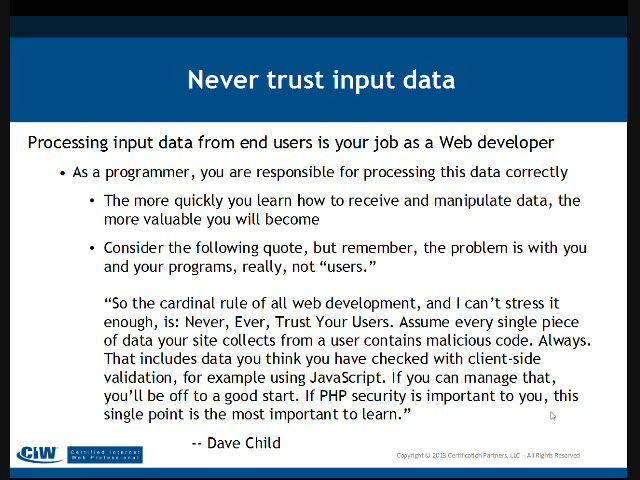 Never trust input data
Processing input data from end users is your job as a Web developer
• As a programmer, you are responsible for processing this data correctly
• The more quickly you learn how to receive and manipulate data, the
more valuable you will become
• Consider the following quote, but remember, the problem is with you
and your programs, really, not “users.”
“So the cardinal rule of all web development, and I can’t stress it
enough, is: Never, Ever, Trust Your Users. Assume every single piece
of data your site collects from a user contains malicious code. Always.
That includes data you think you have checked with client-side
validation, for example using JavaScript. If you can manage that,
you’ll be off to a good start. If PHP security is important to you, this
single point is the most important to learn.”
-- Dave Child
CIW
Certified Internet
Web Professional
Copyright © 2013 Certification Partners, LLC -- All Rights Reserved